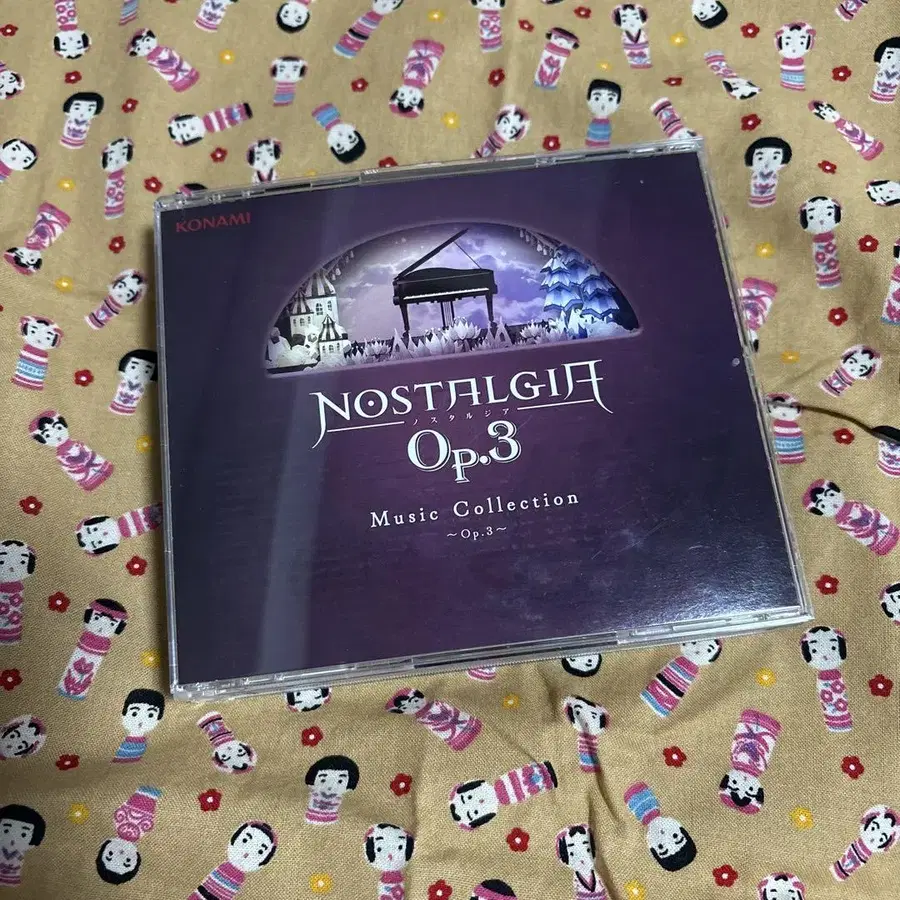 KONAMI
NOSTALGIA
ノスタルジア
Op.3
Music Collection
～Op.3～